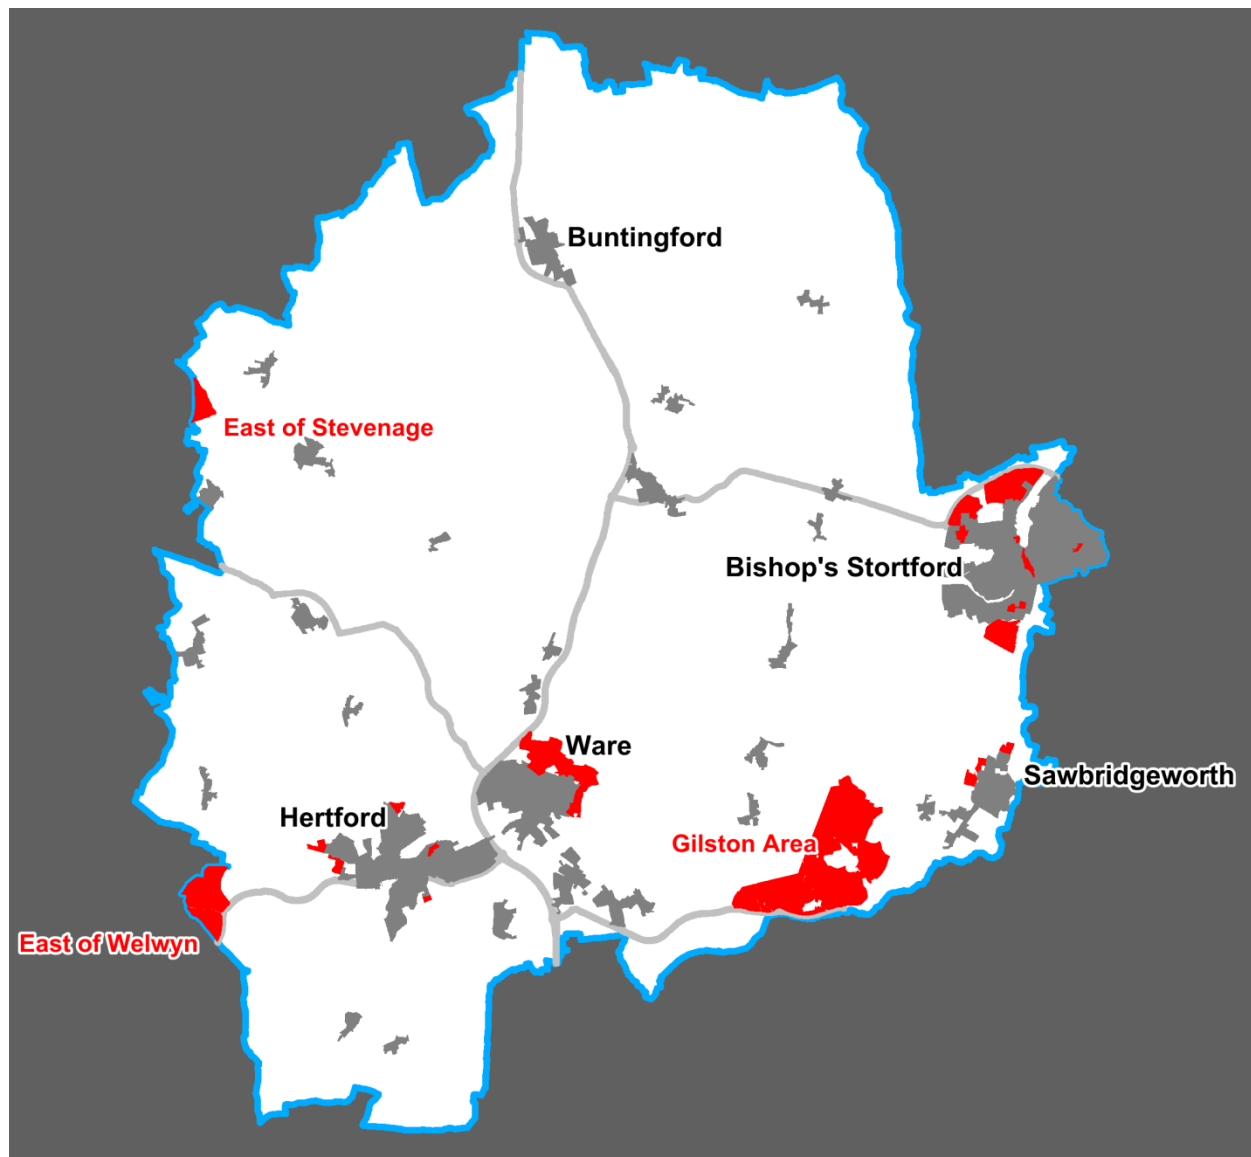 Buntingford
East of Stevenage
Bishop's Stortford
Ware
Sawbridgeworth
Hertford
Gilston Area
East of Welwyn